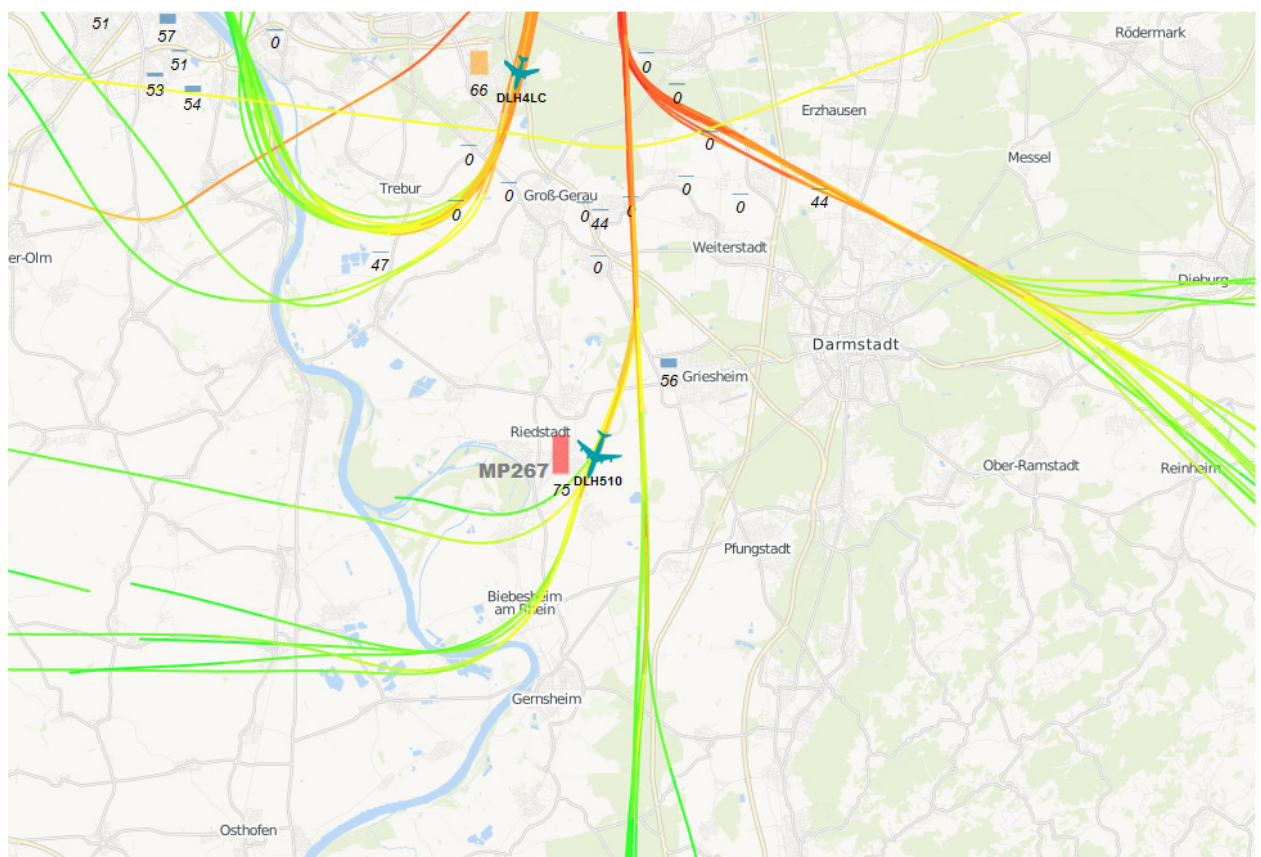 51
57
0
Rödermark
51
0
53
54
66
DLH4LC
0
Erzhausen
0
0
Messel
Trebur
0
Groß-Gerau
0
0
0
0
0
44
0
44
Weiterstadt
er-Olm
47
0
Dieburg
Darmstadt
56
Griesheim
Riedstadt
MP267
75
DLH510
Ober-Ramstadt
Reinheim
Pfungstadt
Biebesheim
am Rhein
Gernsheim
Osthofen